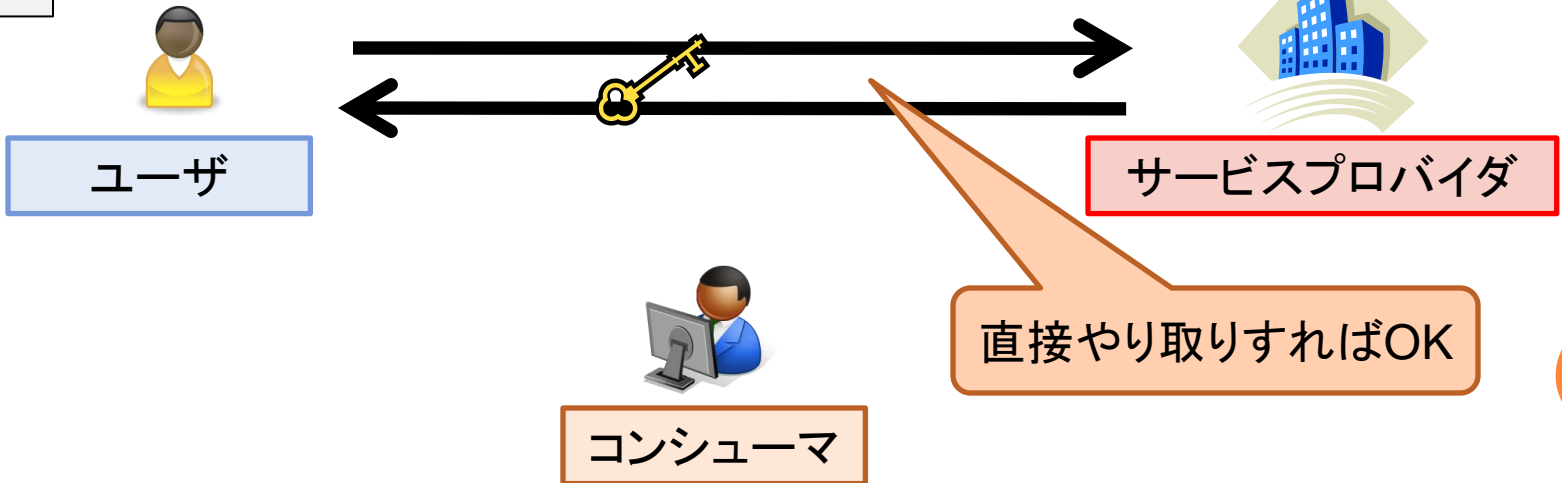 ユーザ
サービスプロバイダ
直接やり取りすればOK
コンシューマ